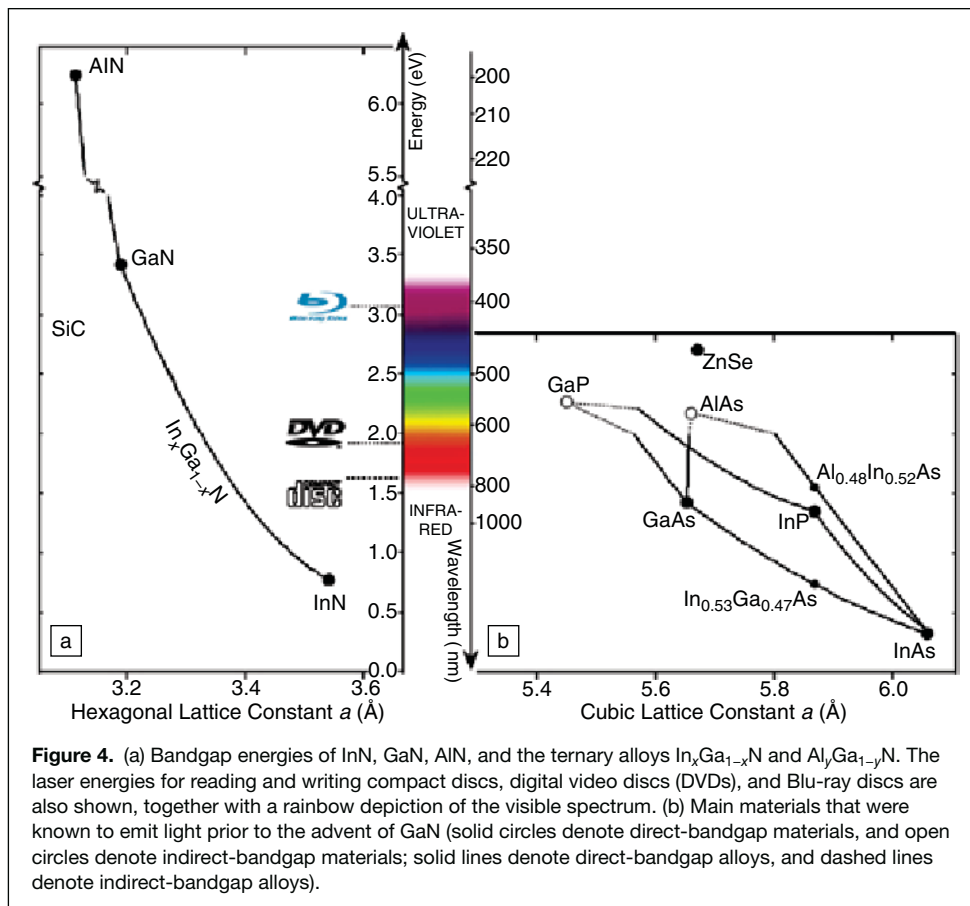 AlN
Energy (eV)
6.0
5.5
4.0
3.5
3.0
2.5
2.0
1.5
1.0
0.5
0.0
200
210
220
350
400
500
600
800
1000
ULTRA-
VIOLET
INFRA-
RED
Wavelength (nm)
GaN
SiC
InₓGa₁₋ₓN
InN
Blu-ray Disc
DVD
disc
a
3.2
3.4
3.6
Hexagonal Lattice Constant a (Å)
ZnSe
GaP
AlAs
Al₀.₄₈In₀.₅₂As
GaAs
InP
In₀.₅₃Ga₀.₄₇As
InAs
b
5.4
5.6
5.8
6.0
Cubic Lattice Constant a (Å)
Figure 4. (a) Bandgap energies of InN, GaN, AlN, and the ternary alloys InₓGa₁₋ₓN and AlᵧGa₁₋ᵧN. The
laser energies for reading and writing compact discs, digital video discs (DVDs), and Blu-ray discs are
also shown, together with a rainbow depiction of the visible spectrum. (b) Main materials that were
known to emit light prior to the advent of GaN (solid circles denote direct-bandgap materials, and open
circles denote indirect-bandgap materials; solid lines denote direct-bandgap alloys, and dashed lines
denote indirect-bandgap alloys).